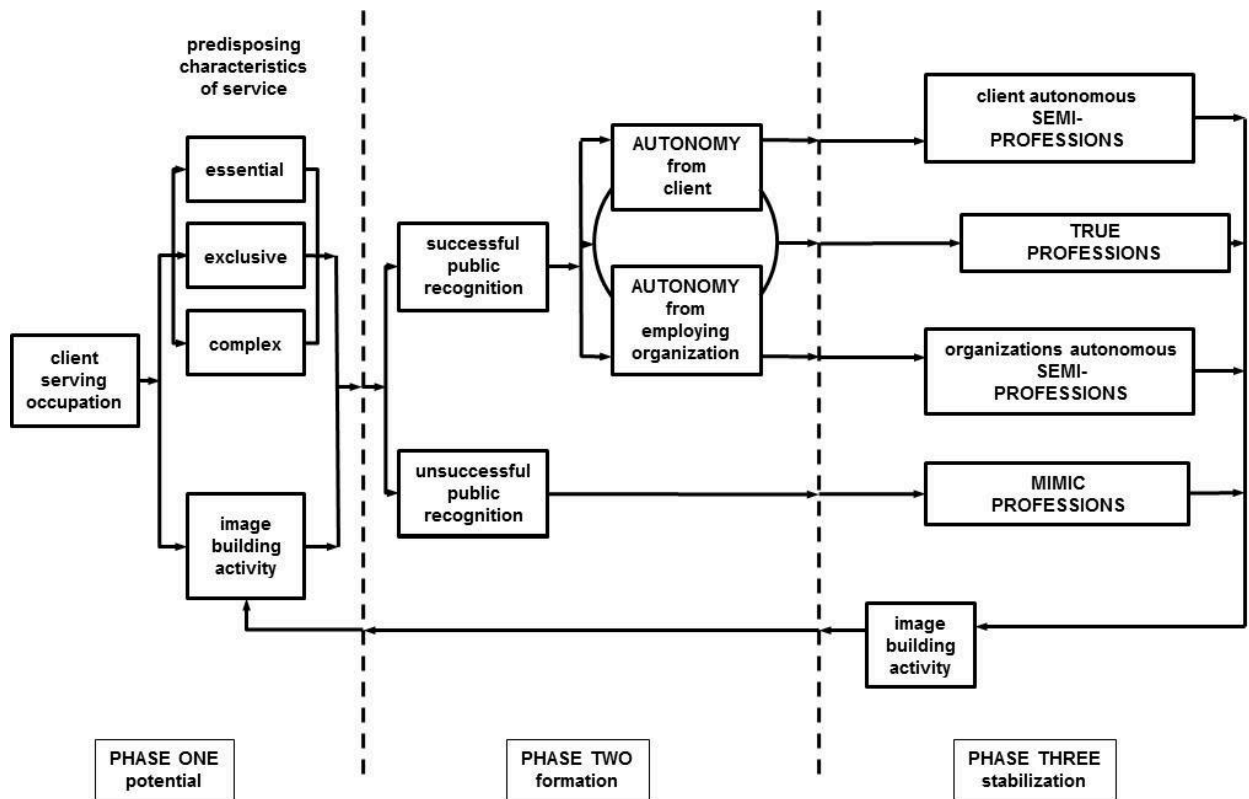 predisposing
characteristics
of service
essential
exclusive
complex
client
serving
occupation
image
building
activity
successful
public
recognition
unsuccessful
public
recognition
AUTONOMY
from
client
AUTONOMY
from
employing
organization
client autonomous
SEMI-
PROFESSIONS
TRUE
PROFESSIONS
organizations autonomous
SEMI-
PROFESSIONS
MIMIC
PROFESSIONS
image
building
activity
PHASE ONE
potential
PHASE TWO
formation
PHASE THREE
stabilization